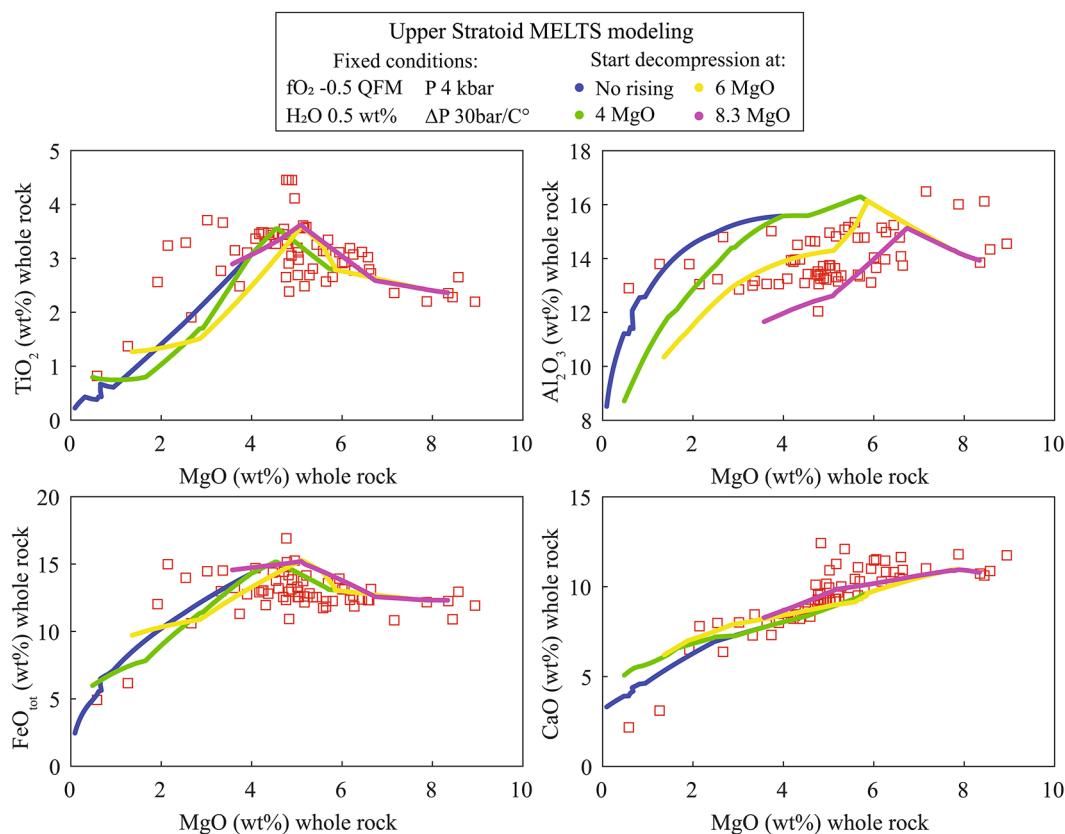 Upper Stratoid MELTS modeling
Fixed conditions:
Start decompression at:
fO₂ -0.5 QFM
P 4 kbar
No rising
6 MgO
H₂O 0.5 wt%
ΔP 30bar/C°
4 MgO
8.3 MgO
TiO₂ (wt%) whole rock
5
4
3
2
1
0
0 2 4 6 8 10
MgO (wt%) whole rock
Al₂O₃ (wt%) whole rock
18
16
14
12
10
8
0 2 4 6 8 10
MgO (wt%) whole rock
FeO_tot (wt%) whole rock
20
15
10
5
0
0 2 4 6 8 10
MgO (wt%) whole rock
CaO (wt%) whole rock
15
10
5
0
0 2 4 6 8 10
MgO (wt%) whole rock